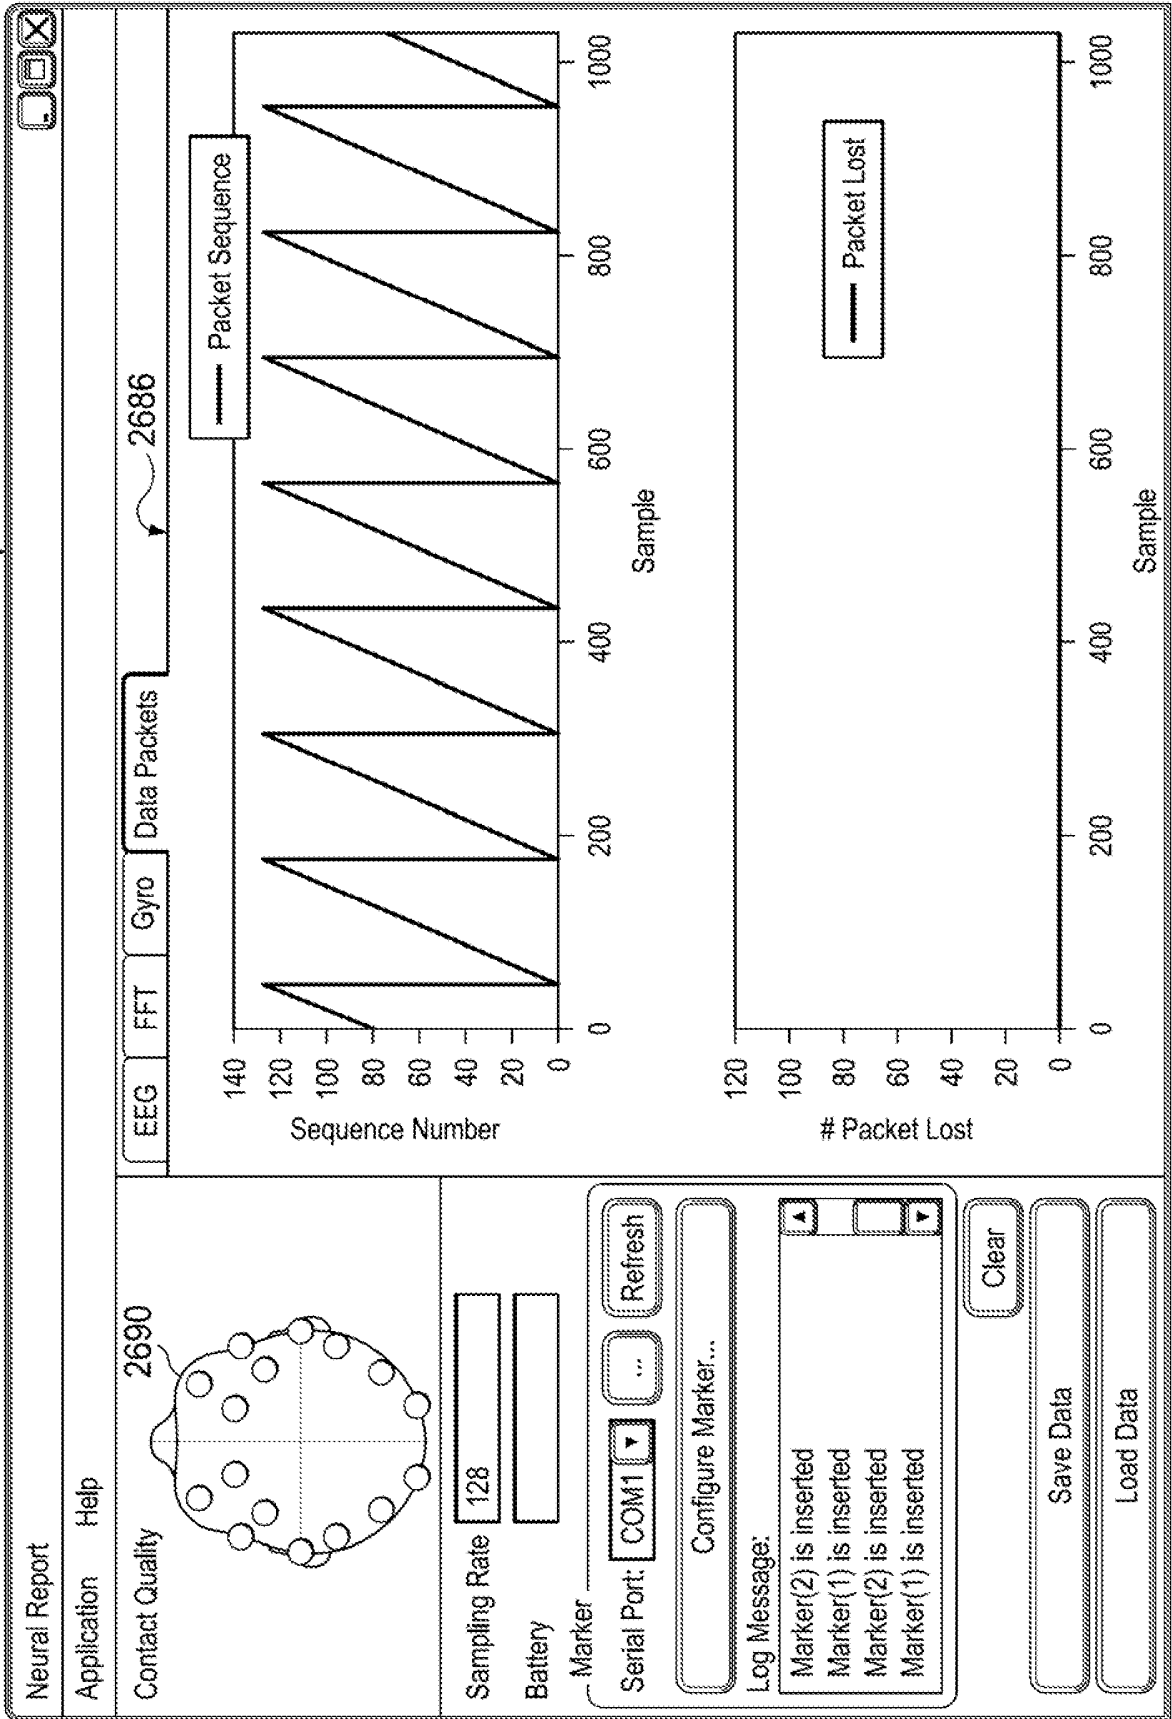 Neural Report
Application Help
Contact Quality
2690
Sampling Rate 128
Battery
Marker
Serial Port: COM1 ... Refresh
Configure Marker...
Log Message:
Marker(2) is inserted
Marker(1) is inserted
Marker(2) is inserted
Marker(1) is inserted
Clear
Save Data
Load Data
EEG FFT Gyro Data Packets
2686
Packet Sequence
Sequence Number
140
120
100
80
60
40
20
0
0 200 400 600 800 1000
Sample
Packet Lost
# Packet Lost
120
100
80
60
40
20
0
0 200 400 600 800 1000
Sample